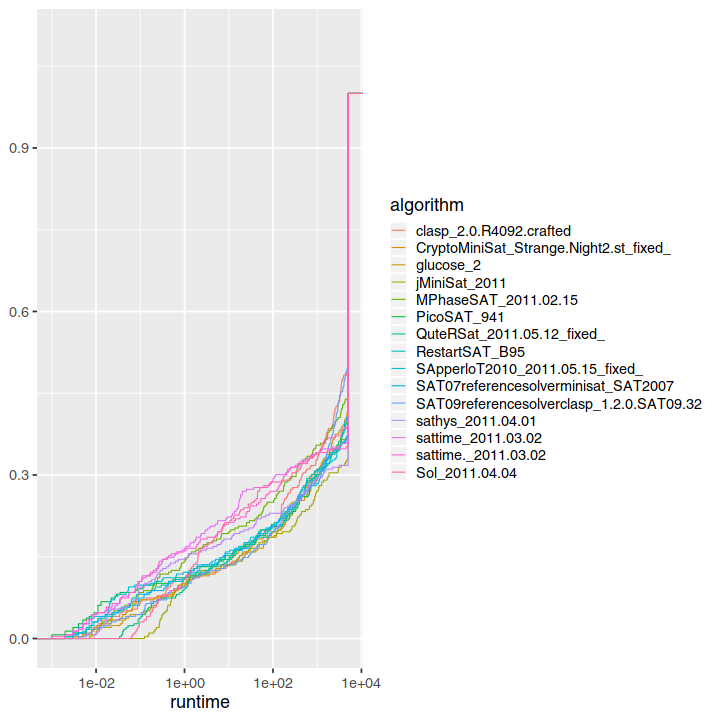 0.9
0.6
0.3
0.0
1e-02 1e+00 1e+02 1e+04
runtime
algorithm
clasp_2.0.R4092.crafted
CryptoMiniSat_Strange.Night2.st_fixed_
glucose_2
jMiniSat_2011
MPhaseSAT_2011.02.15
PicoSAT_941
QuteRSat_2011.05.12_fixed_
RestartSAT_B95
SApperloT2010_2011.05.15_fixed_
SAT07referencesolverminisat_SAT2007
SAT09referencesolverclasp_1.2.0.SAT09.32
sathys_2011.04.01
sattime_2011.03.02
sattime._2011.03.02
Sol_2011.04.04